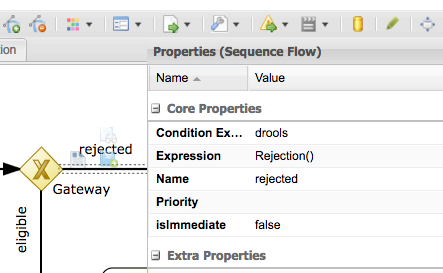 tion
Properties (Sequence Flow)
Name Value
Core Properties
Condition Ex... drools
Expression Rejection()
Name rejected
Priority
isImmediate false
Extra Properties
rejected
Gateway
eligible